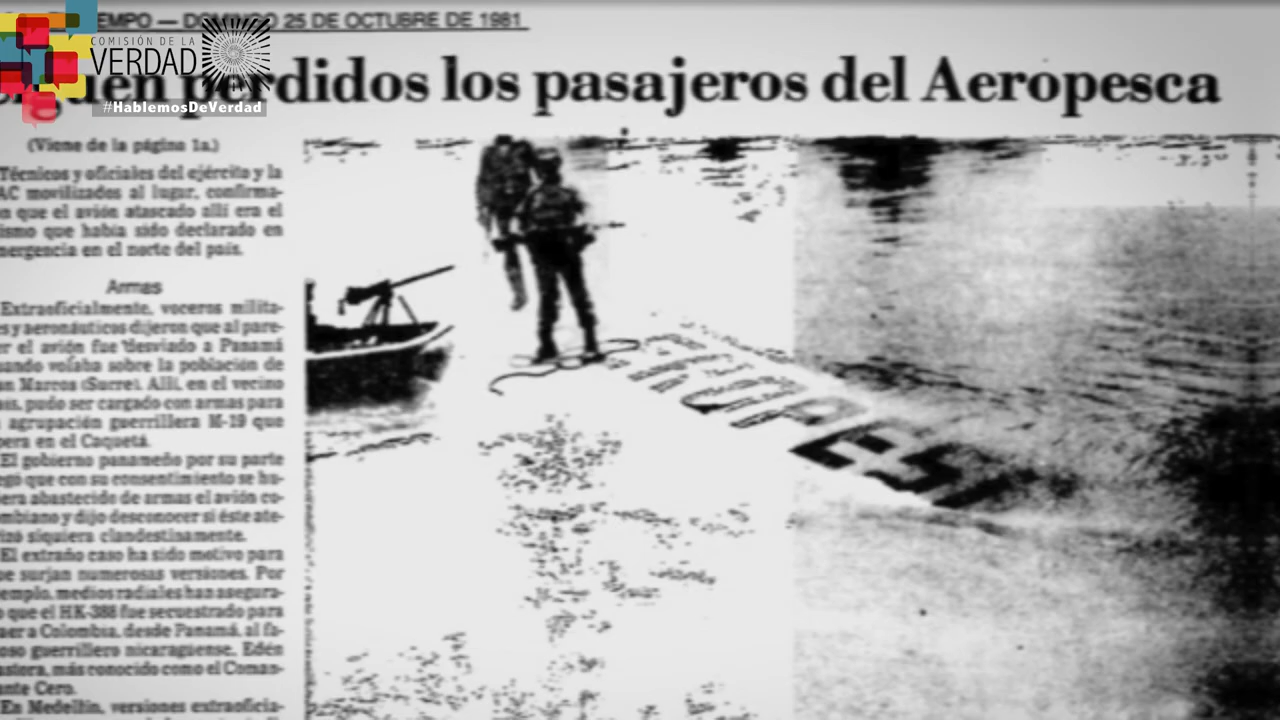 EMPO — DOMINGO 25 DE OCTUBRE DE 1981
COMISIÓN DE LA
VERDAD
#HablemosDeVerdad
perdidos los pasajeros del Aeropesca
(Viene de la página 1a.)
Técnicos y oficiales del ejército y la
AC movilizados al lugar, confirma-
n que el avión atascado allí era el
ismo que había sido declarado en
mergencia en el norte del país.
Armas
Extraoficialmente, voceros milita-
s y aeronáuticos dijeron que al pare-
r el avión fue desviado a Panamá
ando volaba sobre la población de
n Marcos (Sucre). Allí, en el vecino
ís, pudo ser cargado con armas para
agrupación guerrillera M-19 que
pera en el Caquetá.
El gobierno panameño por su parte
egó que con su consentimiento se hu-
iera abastecido de armas el avión co-
mbiano y dijo desconocer si éste ate-
rizó siquiera clandestinamente.
El extraño caso ha sido motivo para
e surjan numerosas versiones. Por
emplo, medios radiales han asegura-
o que el HK-388 fue secuestrado para
aer a Colombia, desde Panamá, al fa-
oso guerrillero nicaragüense. Edén
astora, más conocido como el Coman-
ante Cero.
En Medellín, versiones extraoficia-
EROPES